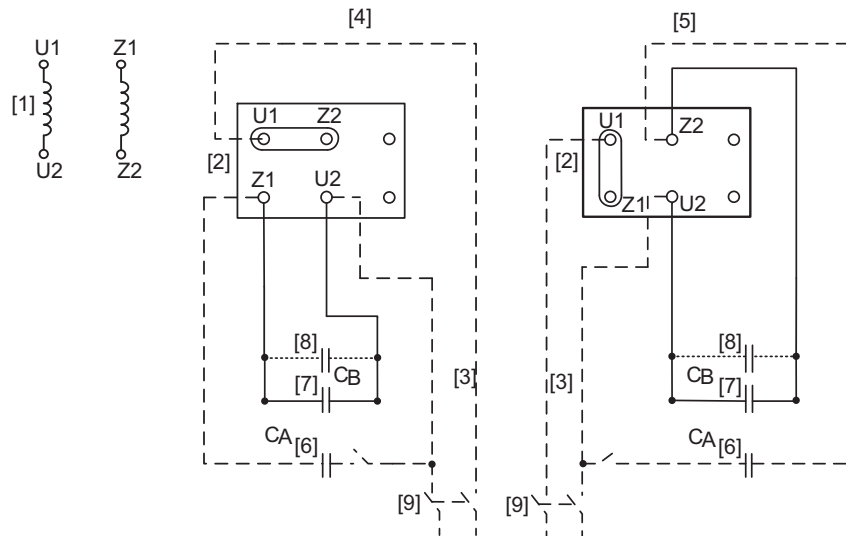 [4]
[5]
U1 Z1
[1]
U2 Z2
U1 Z2
[2]
Z1 U2
[8]
CB
[7]
[3]
CA [6]
[9]
U1 Z2
[2]
Z1 U2
[8]
CB
[3] [7]
CA [6]
[9]